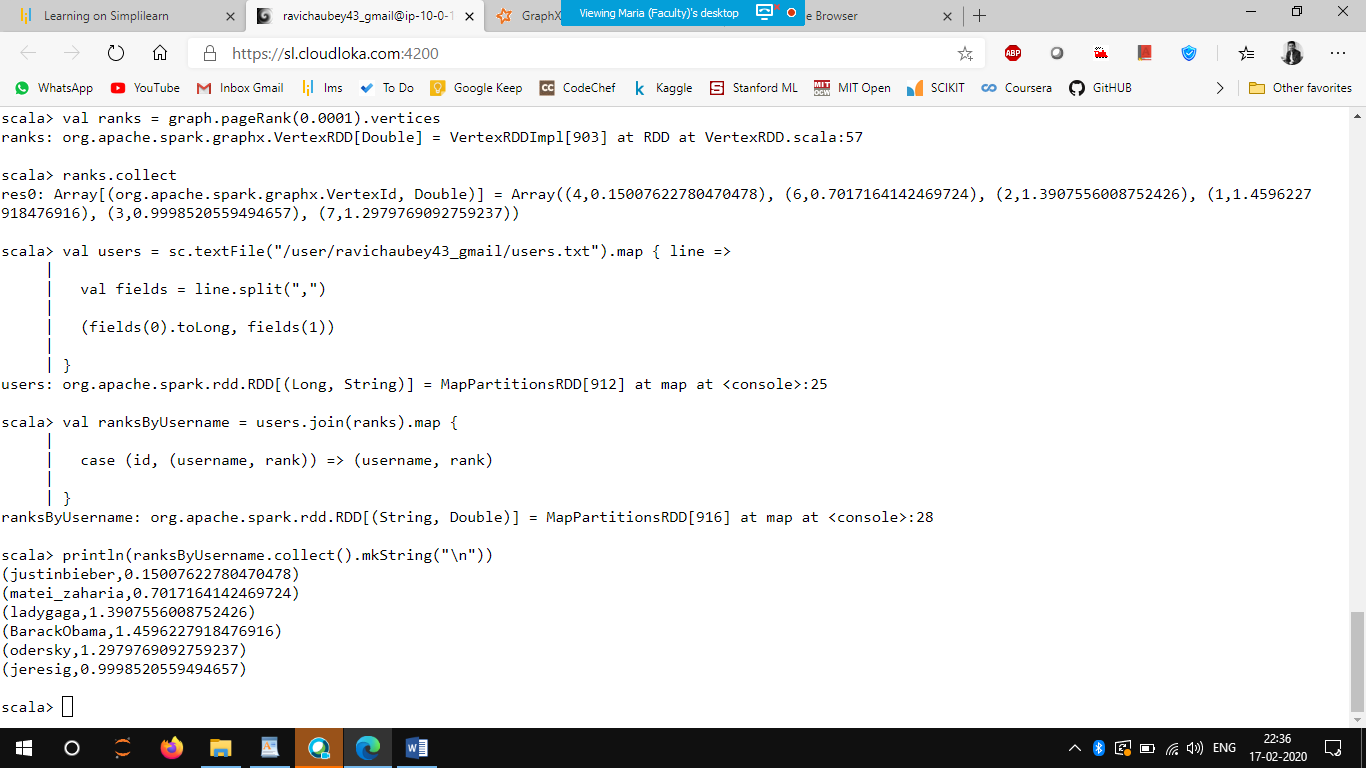 Learning on Simplilearn
ravichaubey43_gmail@ip-10-0-1
GraphX
Viewing Maria (Faculty)'s desktop
e Browser
https://sl.cloudloka.com:4200
ABP
WhatsApp YouTube Inbox Gmail Ims To Do Google Keep CodeChef Kaggle Stanford ML MIT Open SCIKIT Coursera GitHUB Other favorites
scala> val ranks = graph.pageRank(0.0001).vertices
ranks: org.apache.spark.graphx.VertexRDD[Double] = VertexRDDImpl[903] at RDD at VertexRDD.scala:57
scala> ranks.collect
res0: Array[(org.apache.spark.graphx.VertexId, Double)] = Array((4,0.15007622780470478), (6,0.7017164142469724), (2,1.3907556008752426), (1,1.4596227
918476916), (3,0.9998520559494657), (7,1.2979769092759237))
scala> val users = sc.textFile("/user/ravichaubey43_gmail/users.txt").map { line =>
     |
     |   val fields = line.split(",")
     |
     |   (fields(0).toLong, fields(1))
     |
     | }
users: org.apache.spark.rdd.RDD[(Long, String)] = MapPartitionsRDD[912] at map at <console>:25
scala> val ranksByUsername = users.join(ranks).map {
     |
     |   case (id, (username, rank)) => (username, rank)
     |
     | }
ranksByUsername: org.apache.spark.rdd.RDD[(String, Double)] = MapPartitionsRDD[916] at map at <console>:28
scala> println(ranksByUsername.collect().mkString("\n"))
(justinbieber,0.15007622780470478)
(matei_zaharia,0.7017164142469724)
(ladygaga,1.3907556008752426)
(BarackObama,1.4596227918476916)
(odersky,1.2979769092759237)
(jeresig,0.9998520559494657)
scala>
ENG
22:36
17-02-2020